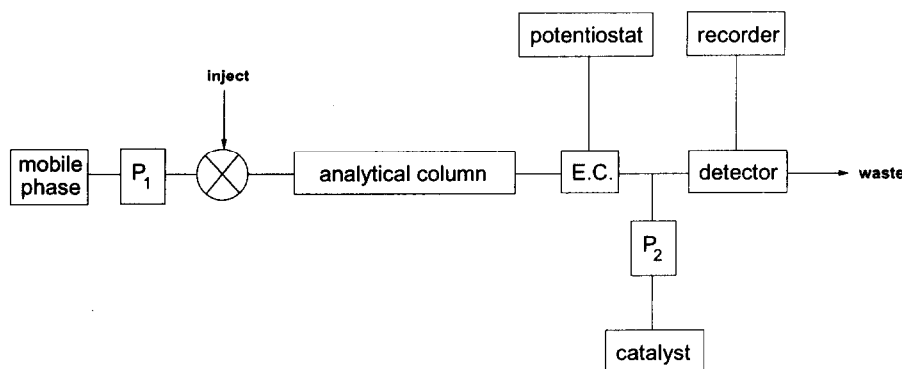 potentiostat
recorder
inject
mobile
phase
P₁
analytical column
E.C.
detector
waste
P₂
catalyst